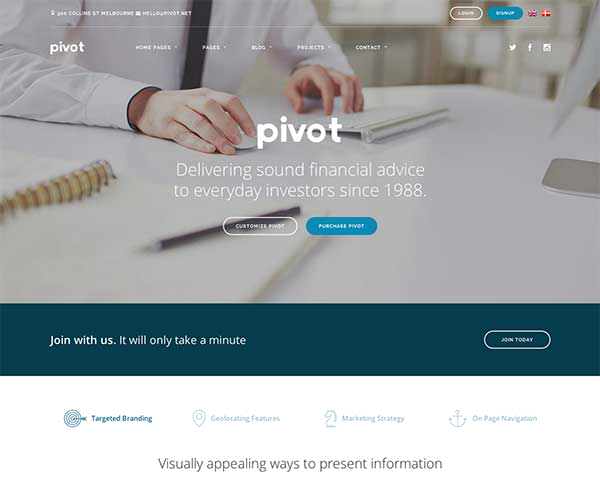 300 COLLINS ST MELBOURNE HELLO@PIVOT.NET
LOGIN
SIGNUP
pivot
HOME PAGES
PAGES
BLOG
PROJECTS
CONTACT
pivot
Delivering sound financial advice
to everyday investors since 1988.
CUSTOMIZE PIVOT
PURCHASE PIVOT
Join with us. It will only take a minute
JOIN TODAY
Targeted Branding
Geolocating Features
Marketing Strategy
On Page Navigation
Visually appealing ways to present information